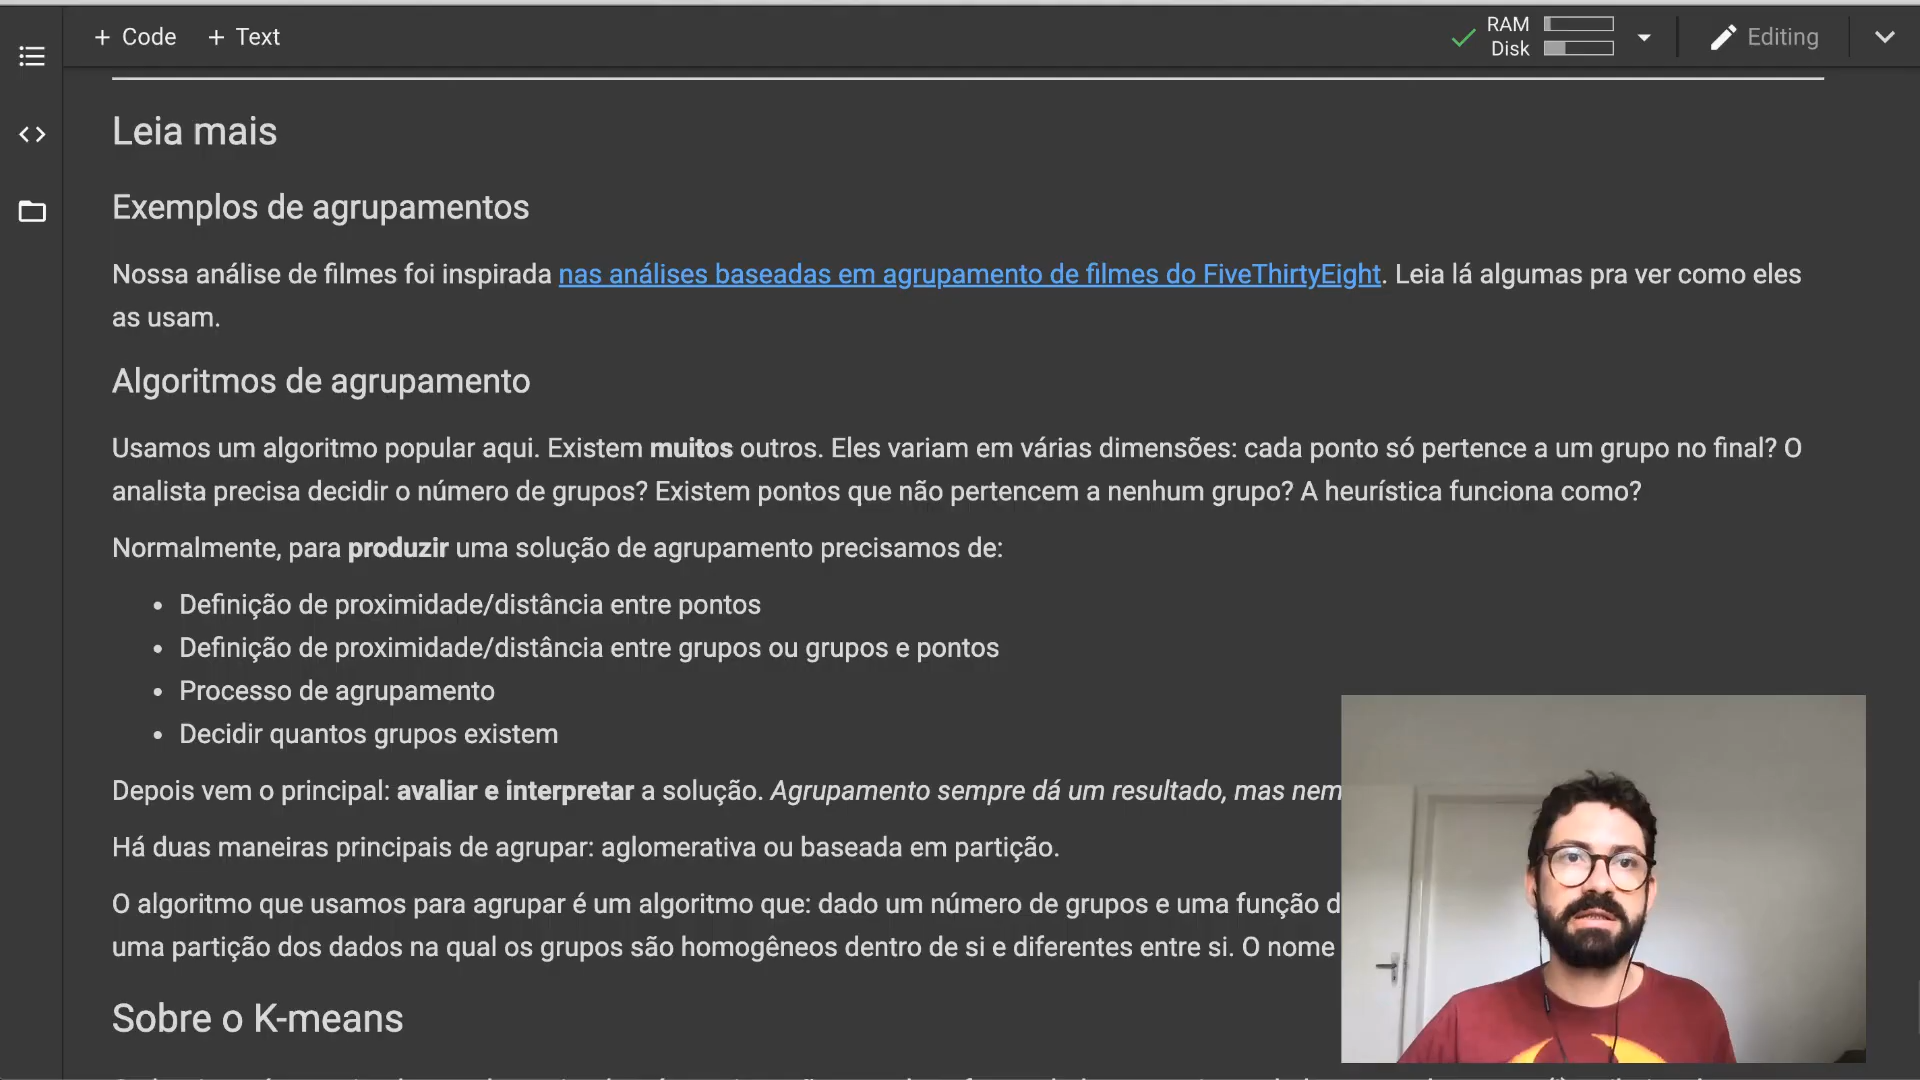 + Code + Text
RAM
Disk
Editing
Leia mais
Exemplos de agrupamentos
Nossa análise de filmes foi inspirada nas análises baseadas em agrupamento de filmes do FiveThirtyEight. Leia lá algumas pra ver como eles
as usam.
Algoritmos de agrupamento
Usamos um algoritmo popular aqui. Existem muitos outros. Eles variam em várias dimensões: cada ponto só pertence a um grupo no final? O
analista precisa decidir o número de grupos? Existem pontos que não pertencem a nenhum grupo? A heurística funciona como?
Normalmente, para produzir uma solução de agrupamento precisamos de:
• Definição de proximidade/distância entre pontos
• Definição de proximidade/distância entre grupos ou grupos e pontos
• Processo de agrupamento
• Decidir quantos grupos existem
Depois vem o principal: avaliar e interpretar a solução. Agrupamento sempre dá um resultado, mas nem
Há duas maneiras principais de agrupar: aglomerativa ou baseada em partição.
O algoritmo que usamos para agrupar é um algoritmo que: dado um número de grupos e uma função d
uma partição dos dados na qual os grupos são homogêneos dentro de si e diferentes entre si. O nome
Sobre o K-means